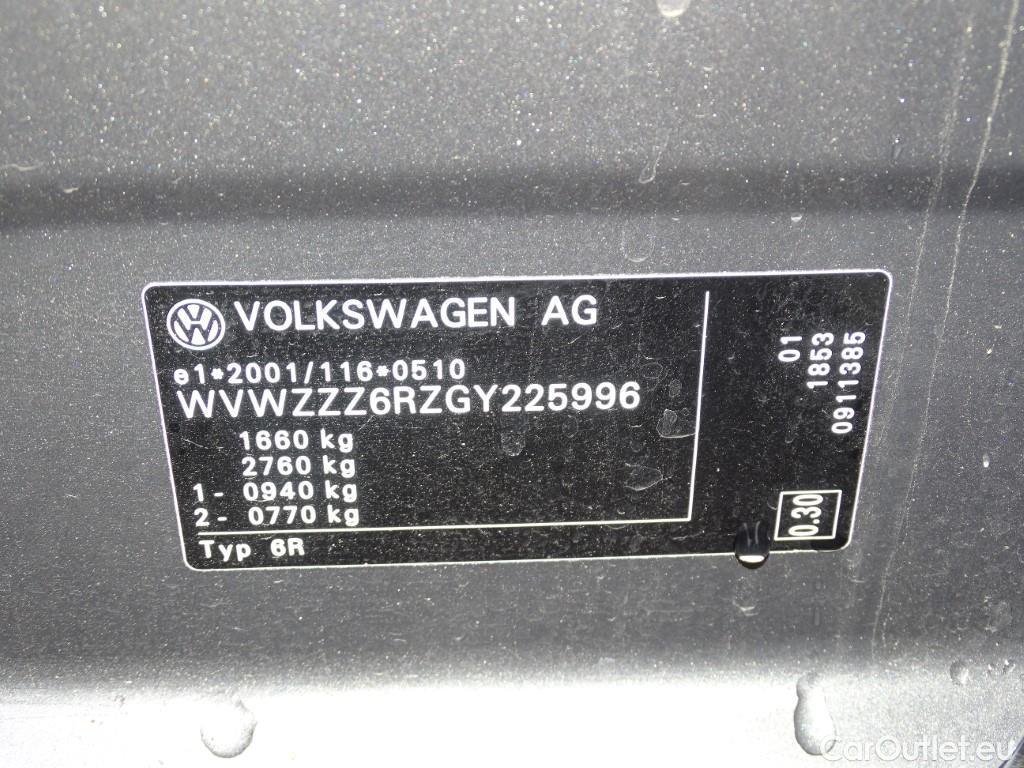 VOLKSWAGEN AG
e1*2001/116*0510
WVWZZZ6RZGY225996
1660 kg
2760 kg
1- 0940 kg
2- 0770 kg
Typ 6R
01
1853
0911385
0.30
CarOutlet.eu